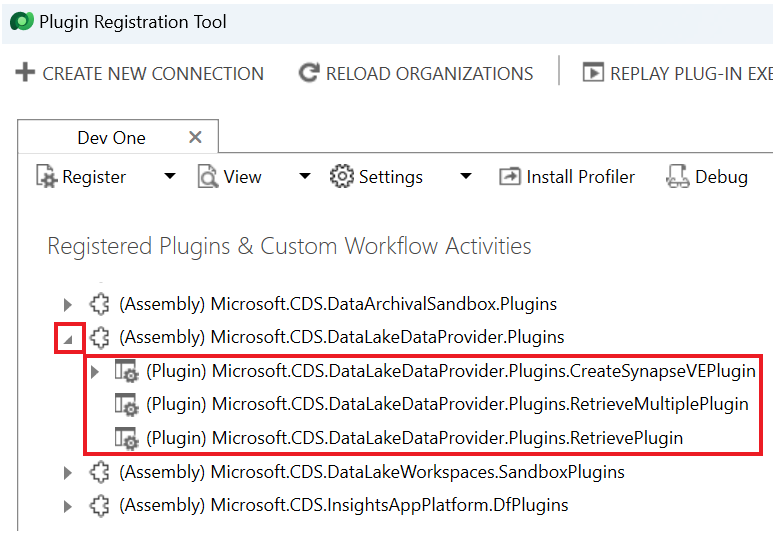 Plugin Registration Tool
CREATE NEW CONNECTION RELOAD ORGANIZATIONS REPLAY PLUG-IN EXE
Dev One
Register View Settings Install Profiler Debug
Registered Plugins & Custom Workflow Activities
(Assembly) Microsoft.CDS.DataArchivalSandbox.Plugins
(Assembly) Microsoft.CDS.DataLakeDataProvider.Plugins
(Plugin) Microsoft.CDS.DataLakeDataProvider.Plugins.CreateSynapseVEPlugin
(Plugin) Microsoft.CDS.DataLakeDataProvider.Plugins.RetrieveMultiplePlugin
(Plugin) Microsoft.CDS.DataLakeDataProvider.Plugins.RetrievePlugin
(Assembly) Microsoft.CDS.DataLakeWorkspaces.SandboxPlugins
(Assembly) Microsoft.CDS.InsightsAppPlatform.DfPlugins